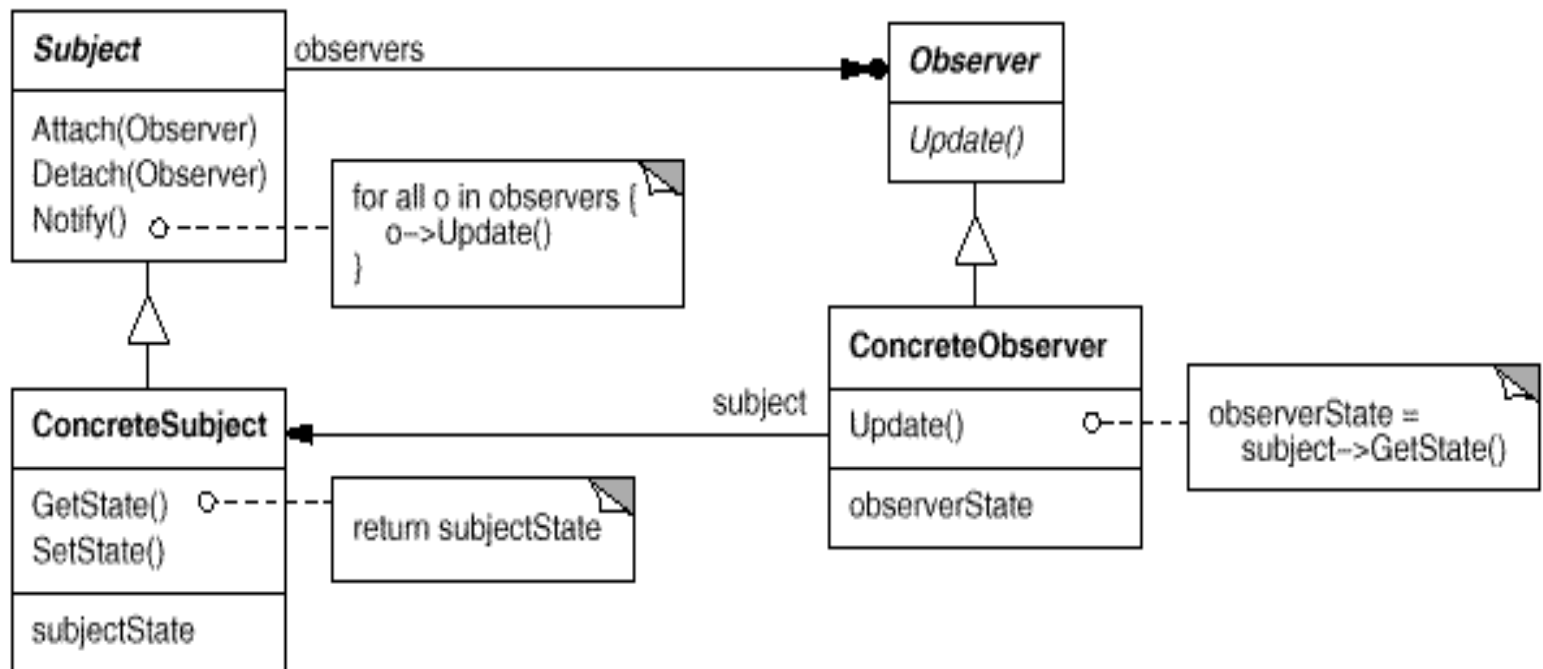 Subject
Attach(Observer)
Detach(Observer)
Notify()
observers
for all o in observers {
o->Update()
}
Observer
Update()
ConcreteSubject
GetState()
SetState()
subjectState
return subjectState
subject
ConcreteObserver
Update()
observerState
observerState =
subject->GetState()